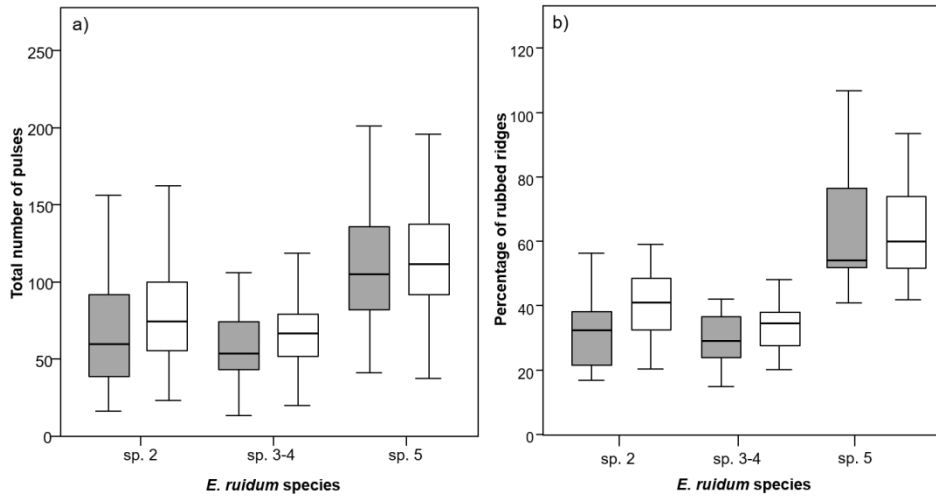 a)
Total number of pulses
250
200
150
100
50
0
sp. 2
sp. 3-4
sp. 5
E. ruidum species
b)
Percentage of rubbed ridges
120
100
80
60
40
20
0
sp. 2
sp. 3-4
sp. 5
E. ruidum species